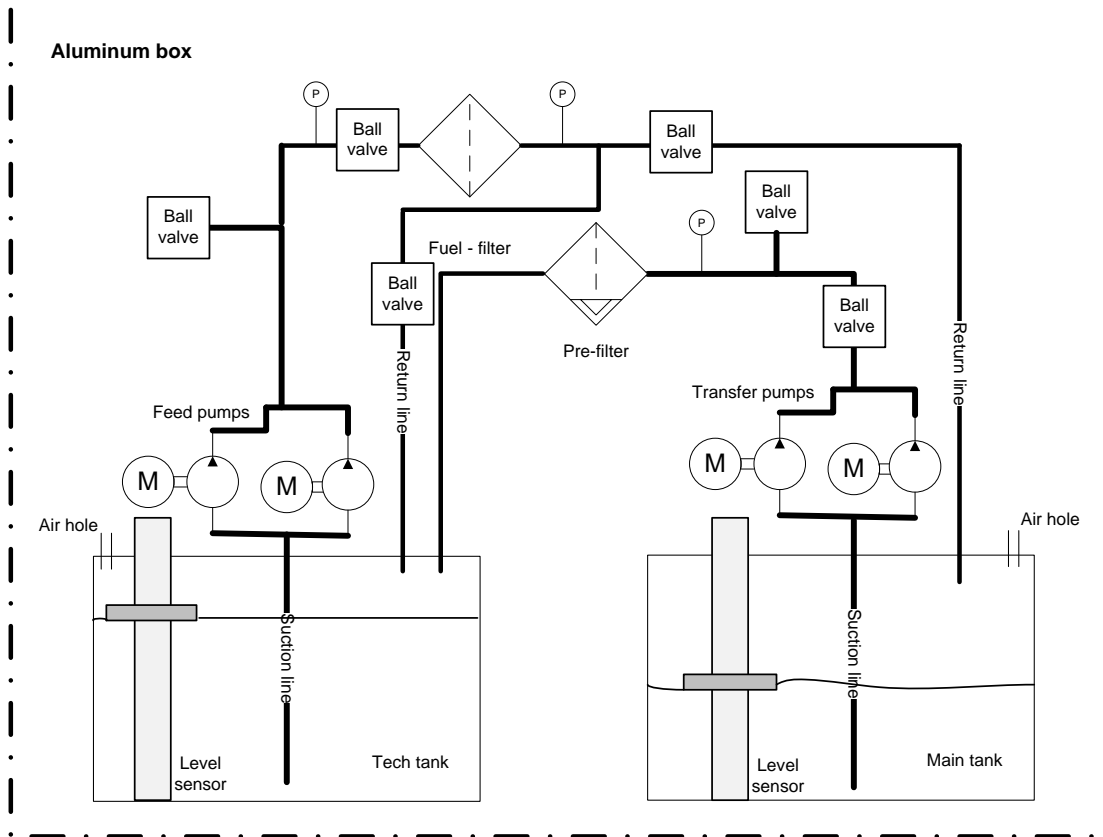 Aluminum box
P
P
Ball
valve
Ball
valve
Ball
valve
Ball
valve
P
Fuel - filter
Ball
valve
Ball
valve
Pre-filter
Return line
Return line
Feed pumps
Transfer pumps
M
M
M
M
Air hole
Air hole
Suction line
Suction line
Level
sensor
Tech tank
Level
sensor
Main tank